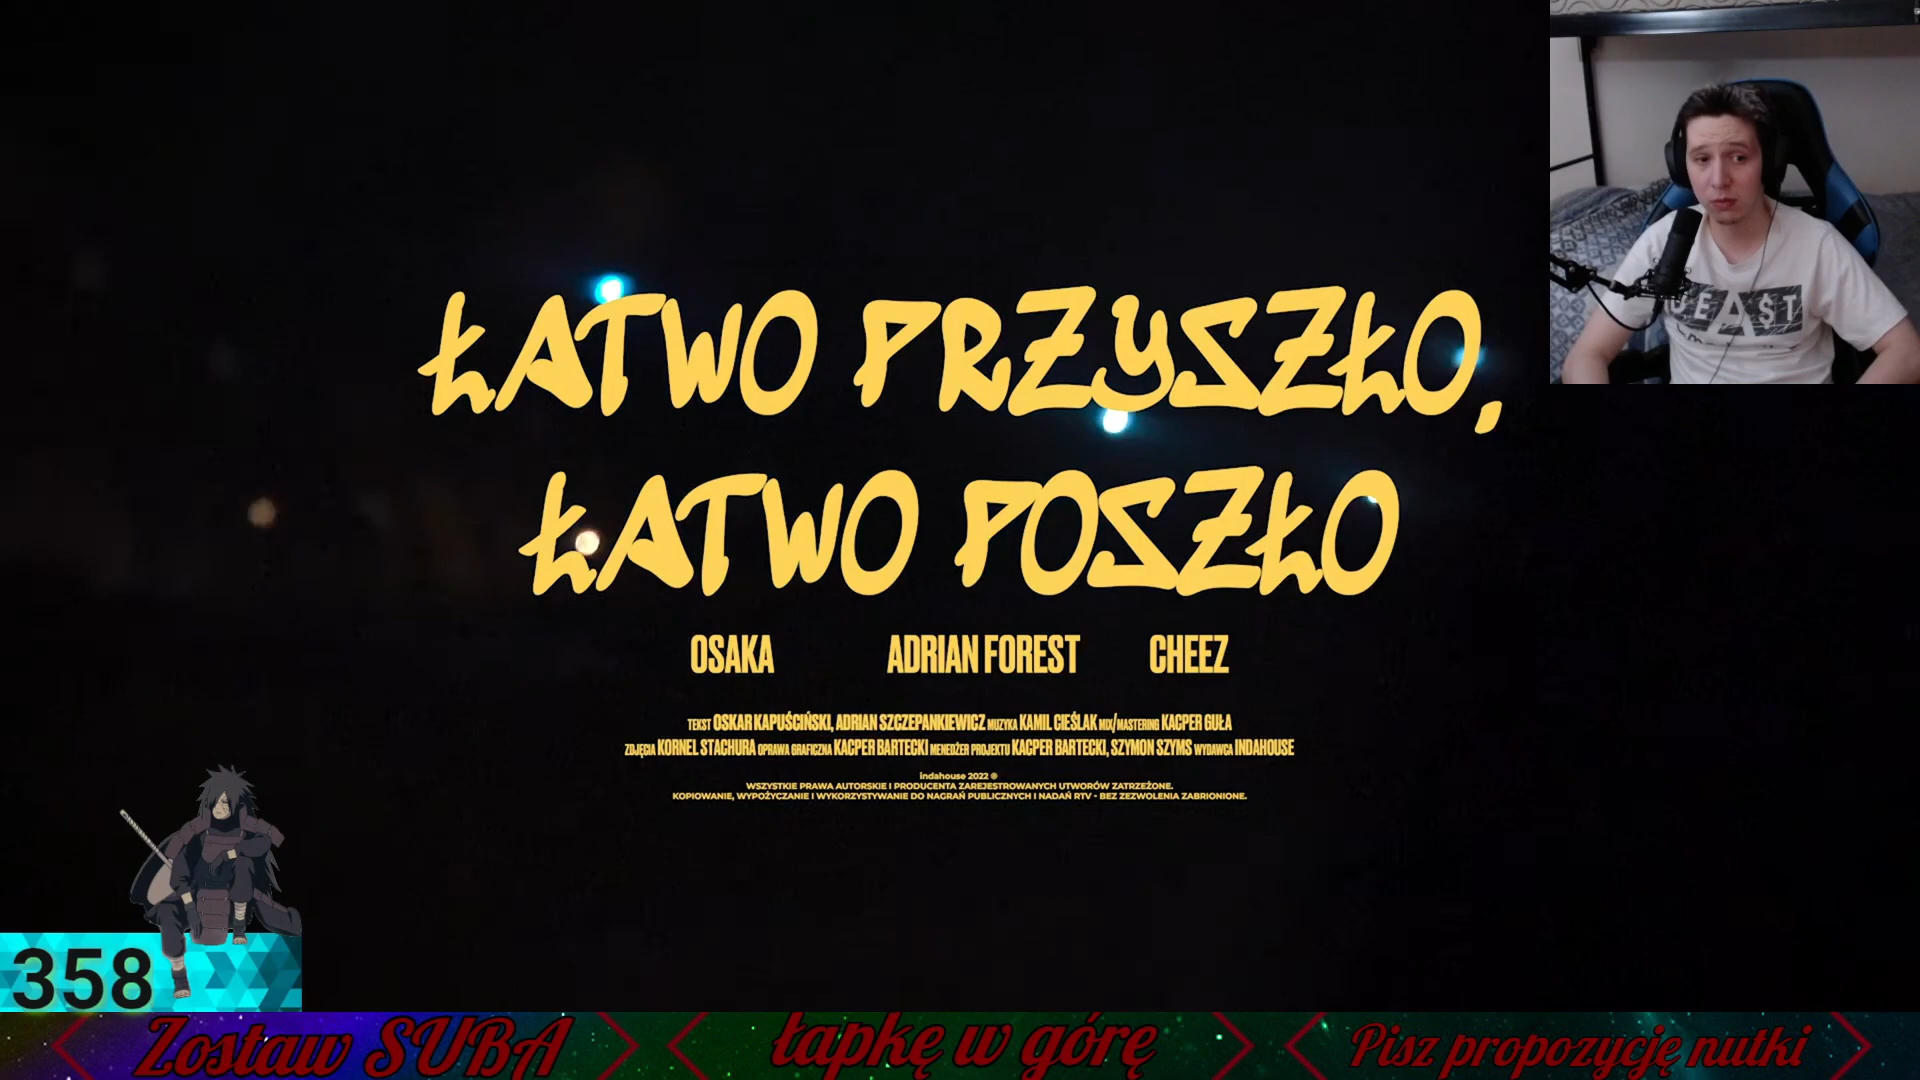 ŁATWO PRZYSZŁO,
ŁATWO POSZŁO
OSAKA ADRIAN FOREST CHEEZ
TEKST OSKAR KAPUŚCIŃSKI, ADRIAN SZCZEPANKIEWICZ MUZYKA KAMIL CIEŚLAK MIX/MASTERING KACPER GUŁA
ZDJĘCIA KORNEL STACHURA OPRAWA GRAFICZNA KACPER BARTECKI MENEDŻER PROJEKTU KACPER BARTECKI, SZYMON SZYMS WYDAWCA INDAHOUSE
indahouse 2022 ®
WSZYSTKIE PRAWA AUTORSKIE I PRODUCENTA ZAREJESTROWANYCH UTWORÓW ZATRZEŻONE.
KOPIOWANIE, WYPOŻYCZANIE I WYKORZYSTYWANIE DO NAGRAŃ PUBLICZNYCH I NADAŃ RTV - BEZ ZEZWOLENIA ZABRIONIONE.
358
Zostaw SUBA łapkę w górę Pisz propozycję nutki